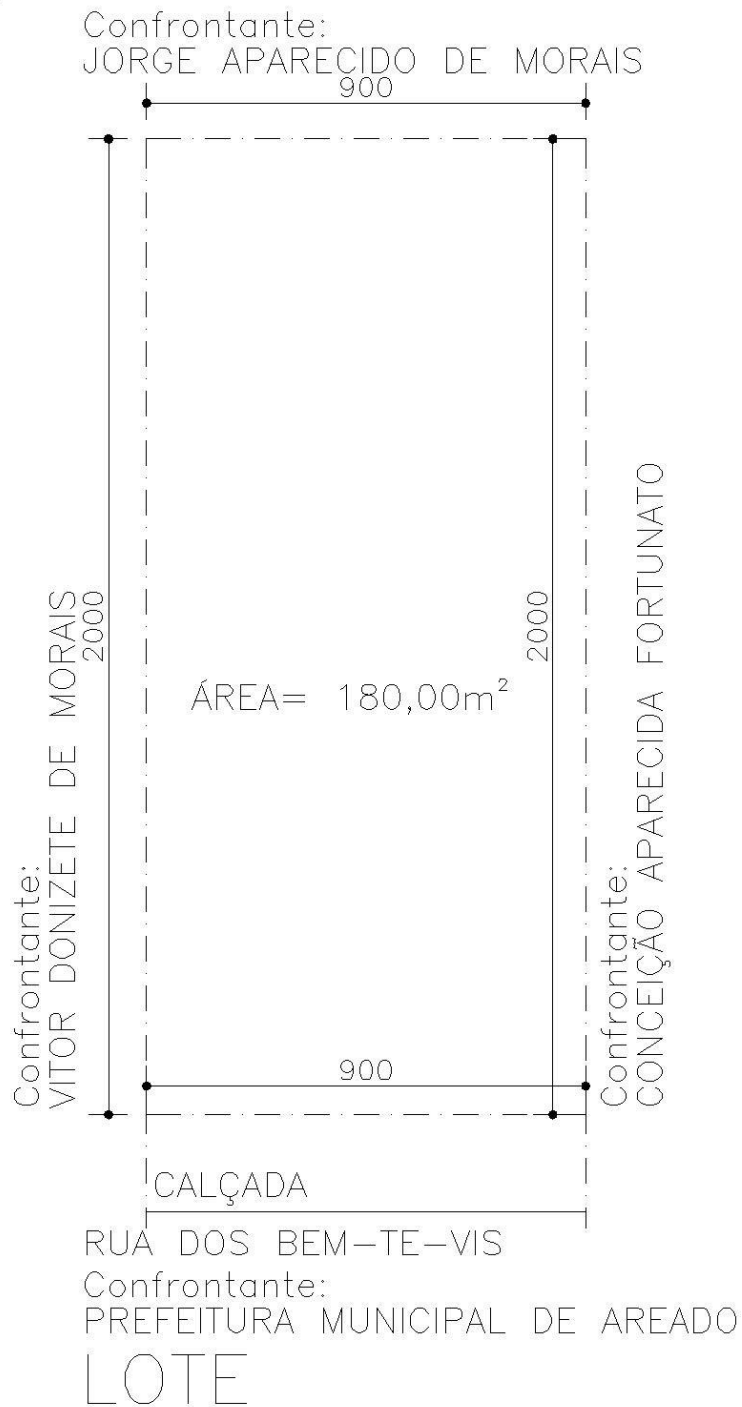 Confrontante:
JORGE APARECIDO DE MORAIS
900
Confrontante:
VITOR DONIZETE DE MORAIS
2000
ÁREA= 180,00m²
2000
Confrontante:
CONCEIÇÃO APARECIDA FORTUNATO
900
CALÇADA
RUA DOS BEM-TE-VIS
Confrontante:
PREFEITURA MUNICIPAL DE AREADO
LOTE